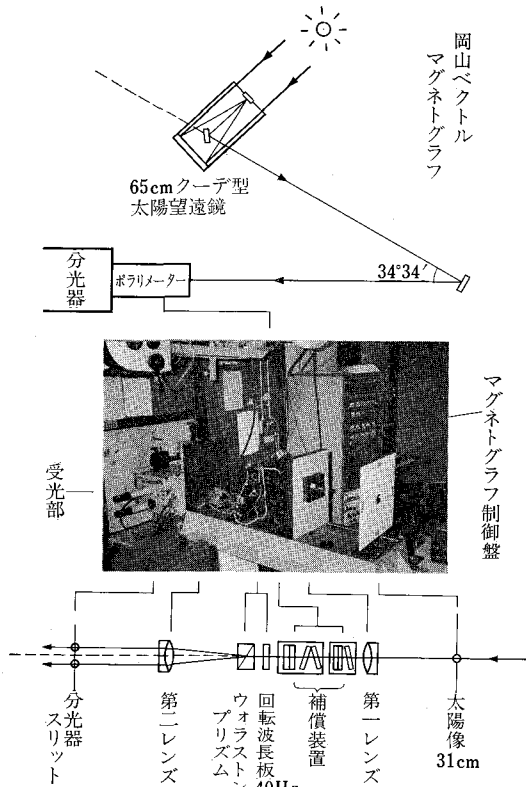 岡山ベクトル
マグネトグラフ
65cmクーデ型
太陽望遠鏡
34°34′
分光器
ポラリメーター
マグネトグラフ制御盤
受光部
太陽像
31cm
第一レンズ
補償装置
回転波長板
40Hz
ウォラストン
プリズム
第二レンズ
分光器
スリット